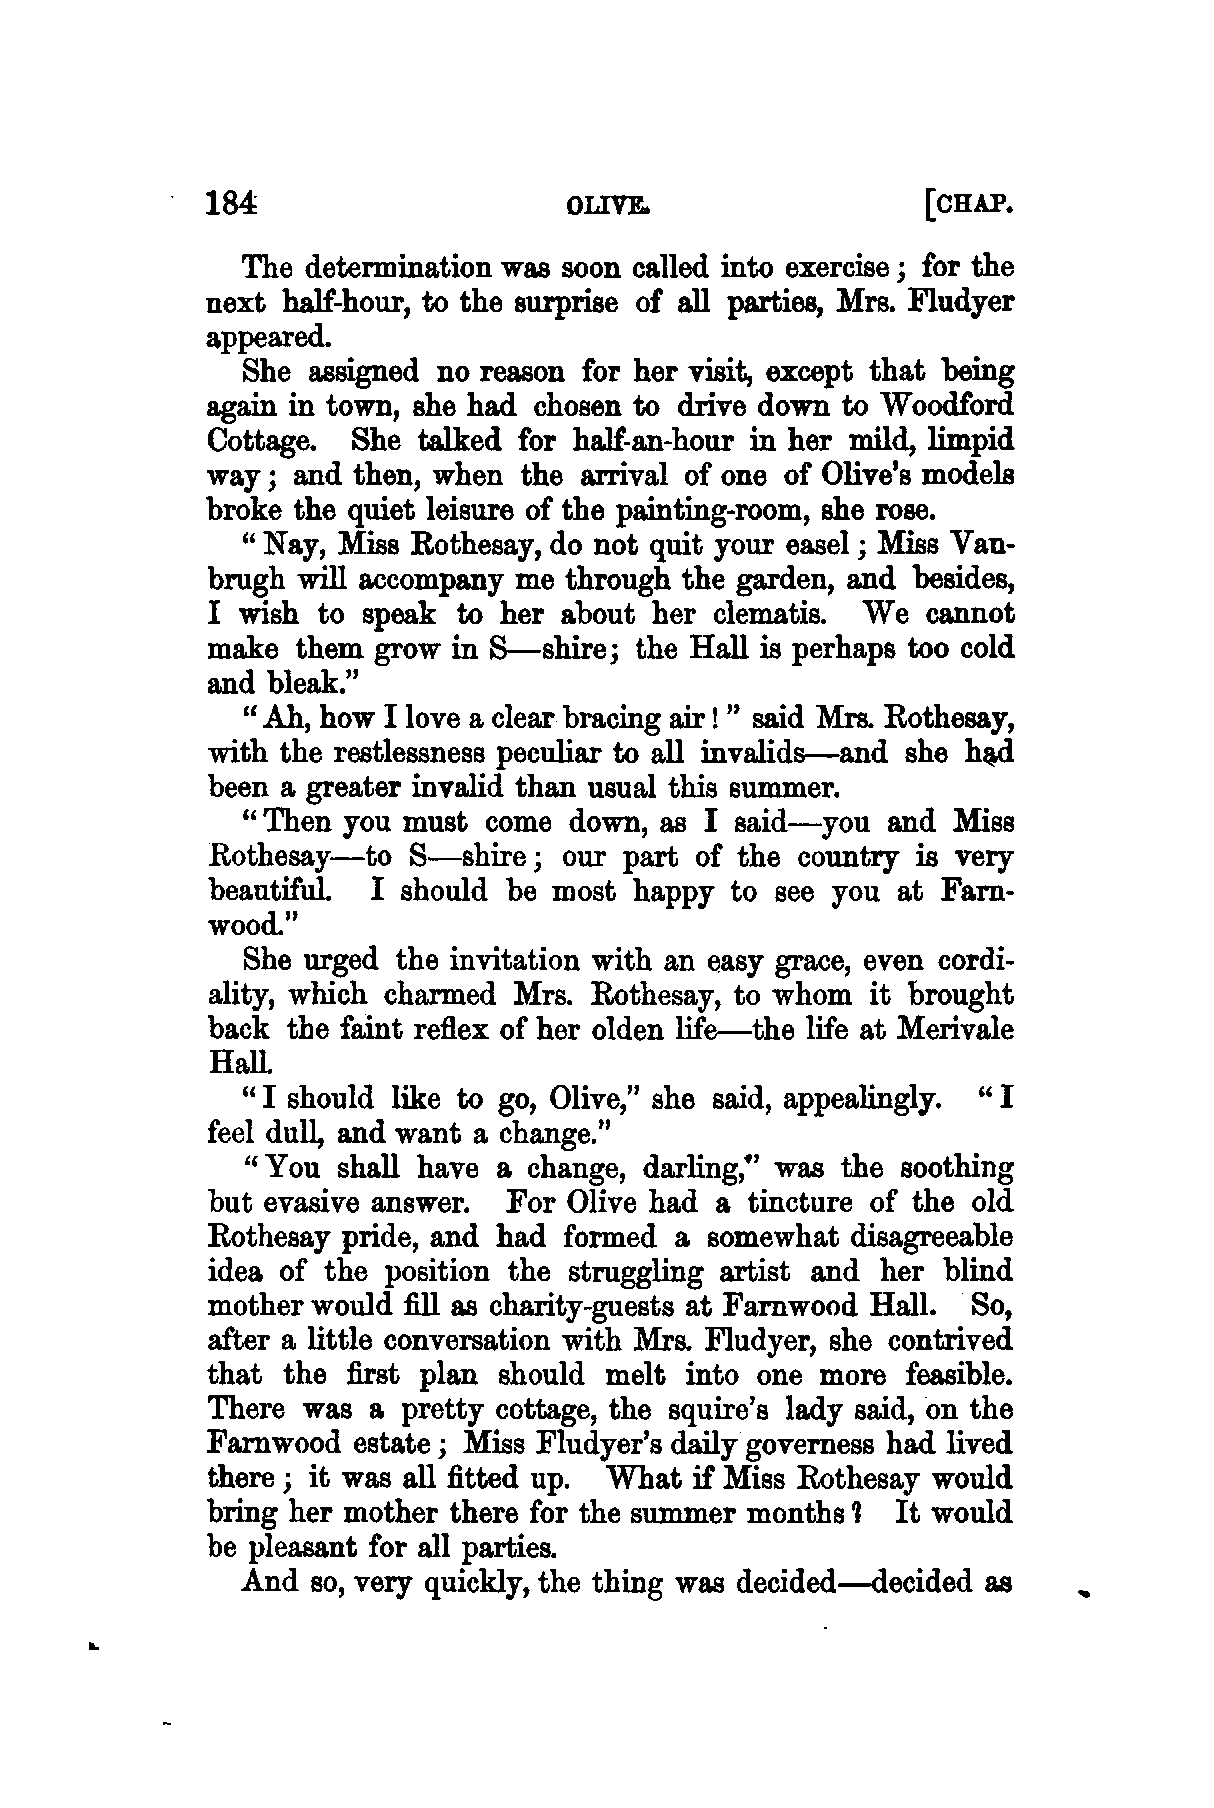 184 OLIVE. [CHAP.
The determination was soon called into exercise; for the
next half-hour, to the surprise of all parties, Mrs. Fludyer
appeared.
She assigned no reason for her visit, except that being
again in town, she had chosen to drive down to Woodford
Cottage. She talked for half-an-hour in her mild, limpid
way; and then, when the arrival of one of Olive's models
broke the quiet leisure of the painting-room, she rose.
"Nay, Miss Rothesay, do not quit your easel; Miss Van-
brugh will accompany me through the garden, and besides,
I wish to speak to her about her clematis. We cannot
make them grow in S—shire; the Hall is perhaps too cold
and bleak."
"Ah, how I love a clear bracing air!" said Mrs. Rothesay,
with the restlessness peculiar to all invalids—and she had
been a greater invalid than usual this summer.
"Then you must come down, as I said—you and Miss
Rothesay—to S—shire; our part of the country is very
beautiful. I should be most happy to see you at Farn-
wood."
She urged the invitation with an easy grace, even cordi-
ality, which charmed Mrs. Rothesay, to whom it brought
back the faint reflex of her olden life—the life at Merivale
Hall.
"I should like to go, Olive," she said, appealingly. "I
feel dull, and want a change."
"You shall have a change, darling," was the soothing
but evasive answer. For Olive had a tincture of the old
Rothesay pride, and had formed a somewhat disagreeable
idea of the position the struggling artist and her blind
mother would fill as charity-guests at Farnwood Hall. So,
after a little conversation with Mrs. Fludyer, she contrived
that the first plan should melt into one more feasible.
There was a pretty cottage, the squire's lady said, on the
Farnwood estate; Miss Fludyer's daily governess had lived
there; it was all fitted up. What if Miss Rothesay would
bring her mother there for the summer months? It would
be pleasant for all parties.
And so, very quickly, the thing was decided—decided as